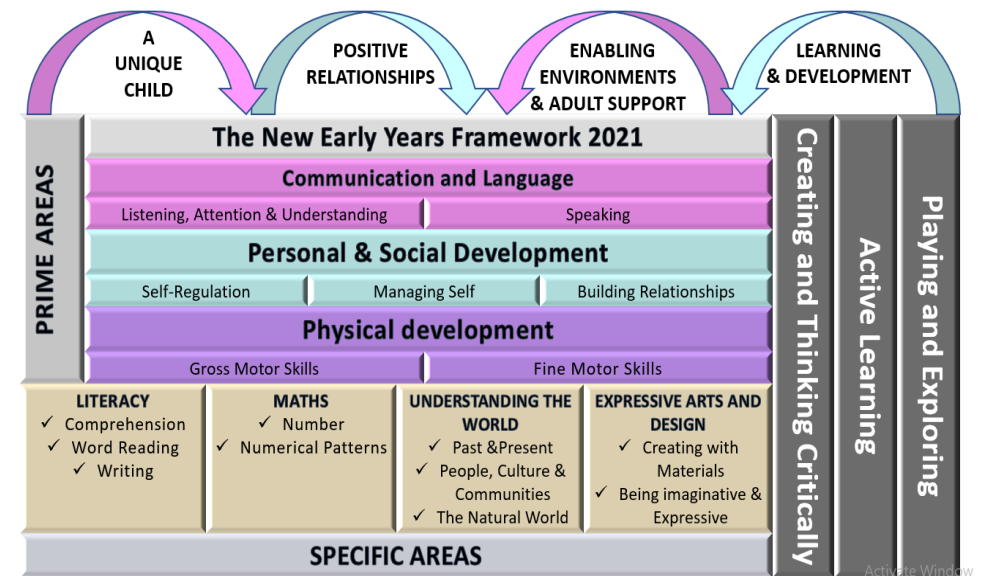 A
UNIQUE
CHILD
POSITIVE
RELATIONSHIPS
ENABLING
ENVIRONMENTS
& ADULT SUPPORT
LEARNING
& DEVELOPMENT
PRIME AREAS
The New Early Years Framework 2021
Communication and Language
Listening, Attention & Understanding
Speaking
Personal & Social Development
Self-Regulation
Managing Self
Building Relationships
Physical development
Gross Motor Skills
Fine Motor Skills
LITERACY
✓ Comprehension
✓ Word Reading
✓ Writing
MATHS
✓ Number
✓ Numerical Patterns
UNDERSTANDING THE
WORLD
✓ Past &Present
✓ People, Culture &
Communities
✓ The Natural World
EXPRESSIVE ARTS AND
DESIGN
✓ Creating with
Materials
✓ Being imaginative &
Expressive
SPECIFIC AREAS
Creating and Thinking Critically
Active Learning
Playing and Exploring
Activate Window